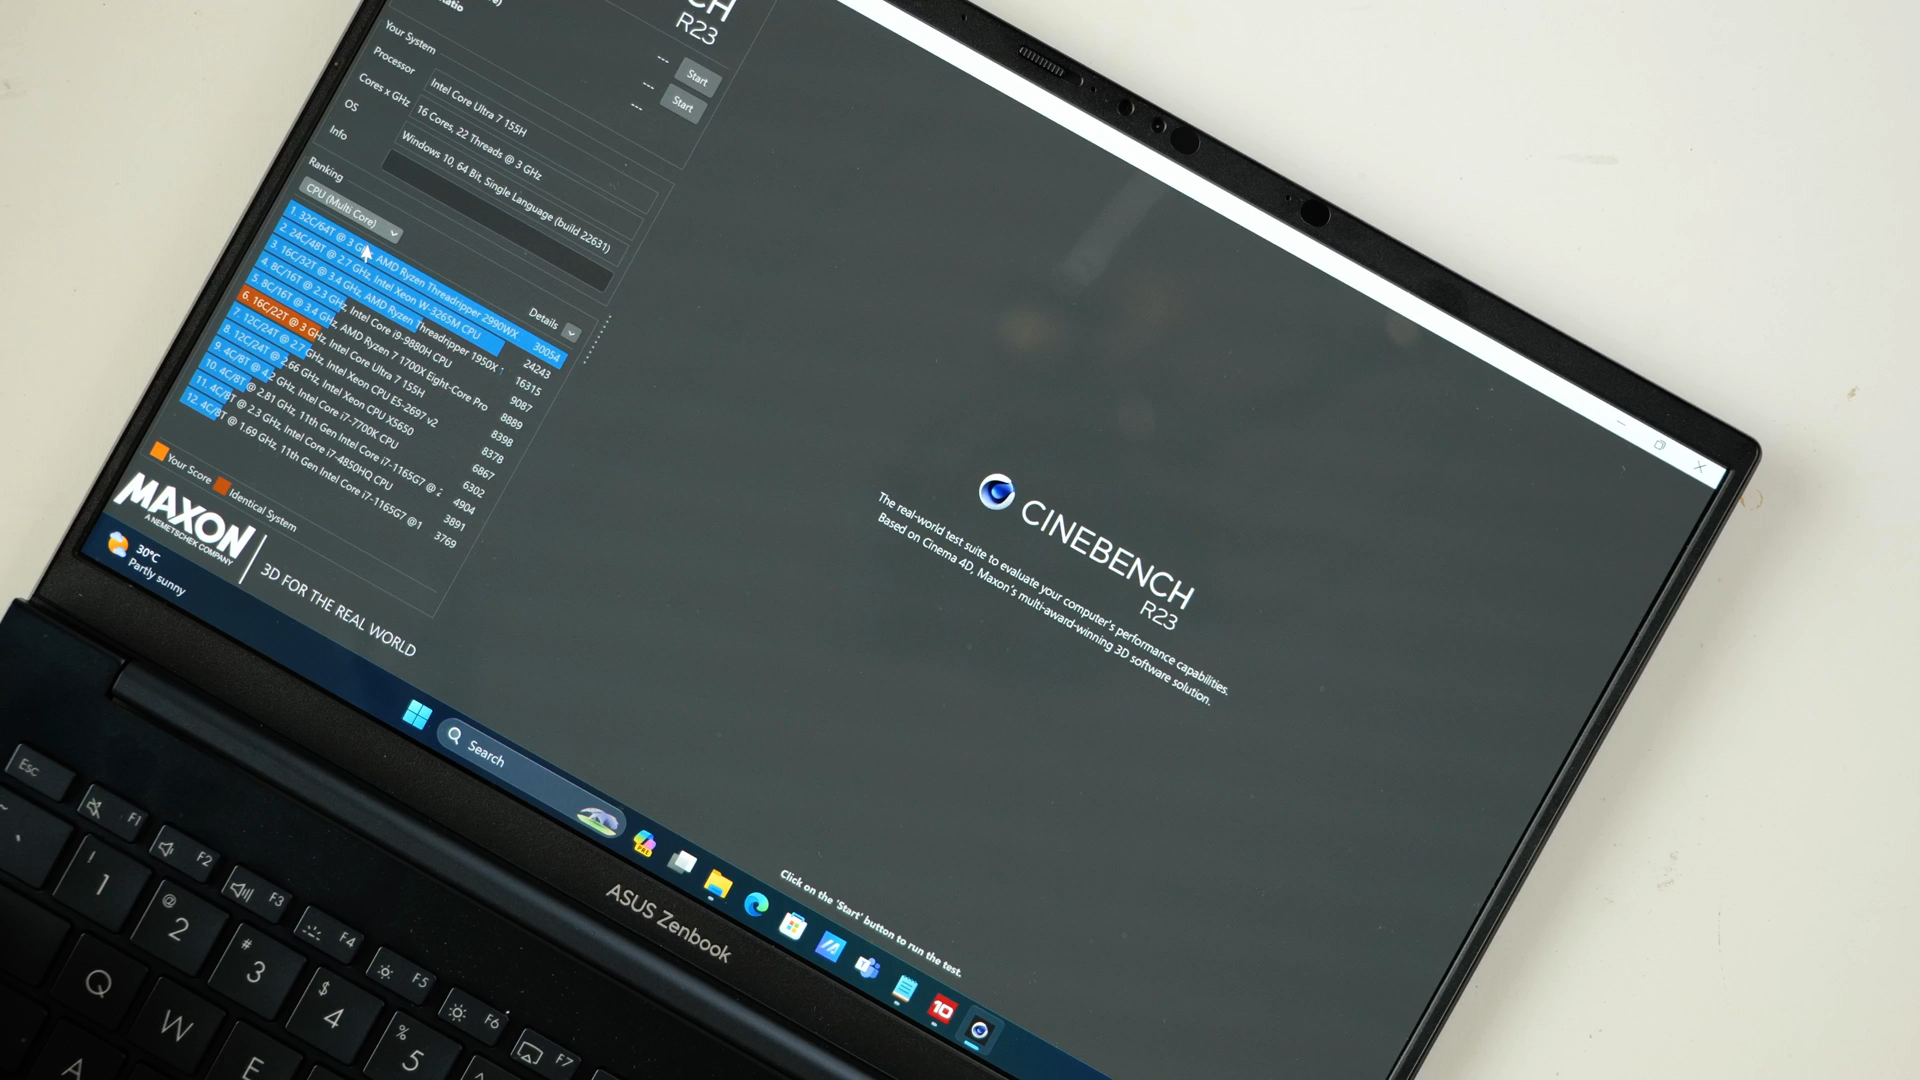 R23
Your System
Processor
Intel Core Ultra 7 155H
Cores x GHz
16 Cores, 22 Threads @ 3 GHz
OS
Windows 10, 64 Bit, Single Language (build 22631)
Info
--- Start
--- Start
---
Ranking
CPU (Multi Core)
Details
1. 32C/64T @ 3 GHz, AMD Ryzen Threadripper 2990WX 30054
2. 24C/48T @ 2.7 GHz, Intel Xeon W-3265M CPU 24243
3. 16C/32T @ 3.4 GHz, AMD Ryzen Threadripper 1950X 16315
4. 8C/16T @ 2.3 GHz, Intel Core i9-9880H CPU 9087
5. 8C/16T @ 3.4 GHz, AMD Ryzen 7 1700X Eight-Core Pro 8889
6. 16C/22T @ 3 GHz, Intel Core Ultra 7 155H 8398
7. 12C/24T @ 2.7 GHz, Intel Xeon CPU E5-2697 v2 8378
8. 12C/24T @ 2.66 GHz, Intel Xeon CPU X5650 6867
9. 4C/8T @ 4.2 GHz, Intel Core i7-7700K CPU 6302
10. 4C/8T @ 2.81 GHz, 11th Gen Intel Core i7-1165G7 @ 2 4904
11. 4C/8T @ 2.3 GHz, Intel Core i7-4850HQ CPU 3891
12. 4C/8T @ 1.69 GHz, 11th Gen Intel Core i7-1165G7 @1 3769
Your Score
Identical System
MAXON
A NEMETSCHEK COMPANY
3D FOR THE REAL WORLD
CINEBENCH
R23
The real-world test suite to evaluate your computer's performance capabilities.
Based on Cinema 4D, Maxon's multi-award-winning 3D software solution.
Click on the 'Start' button to run the test.
30°C
Partly sunny
Search
PRE
10
ASUS Zenbook
Esc
F1
F2
F3
F4
F5
F6
F7
~ `
! 1
@ 2
# 3
$ 4
% 5
Q
W
E
A